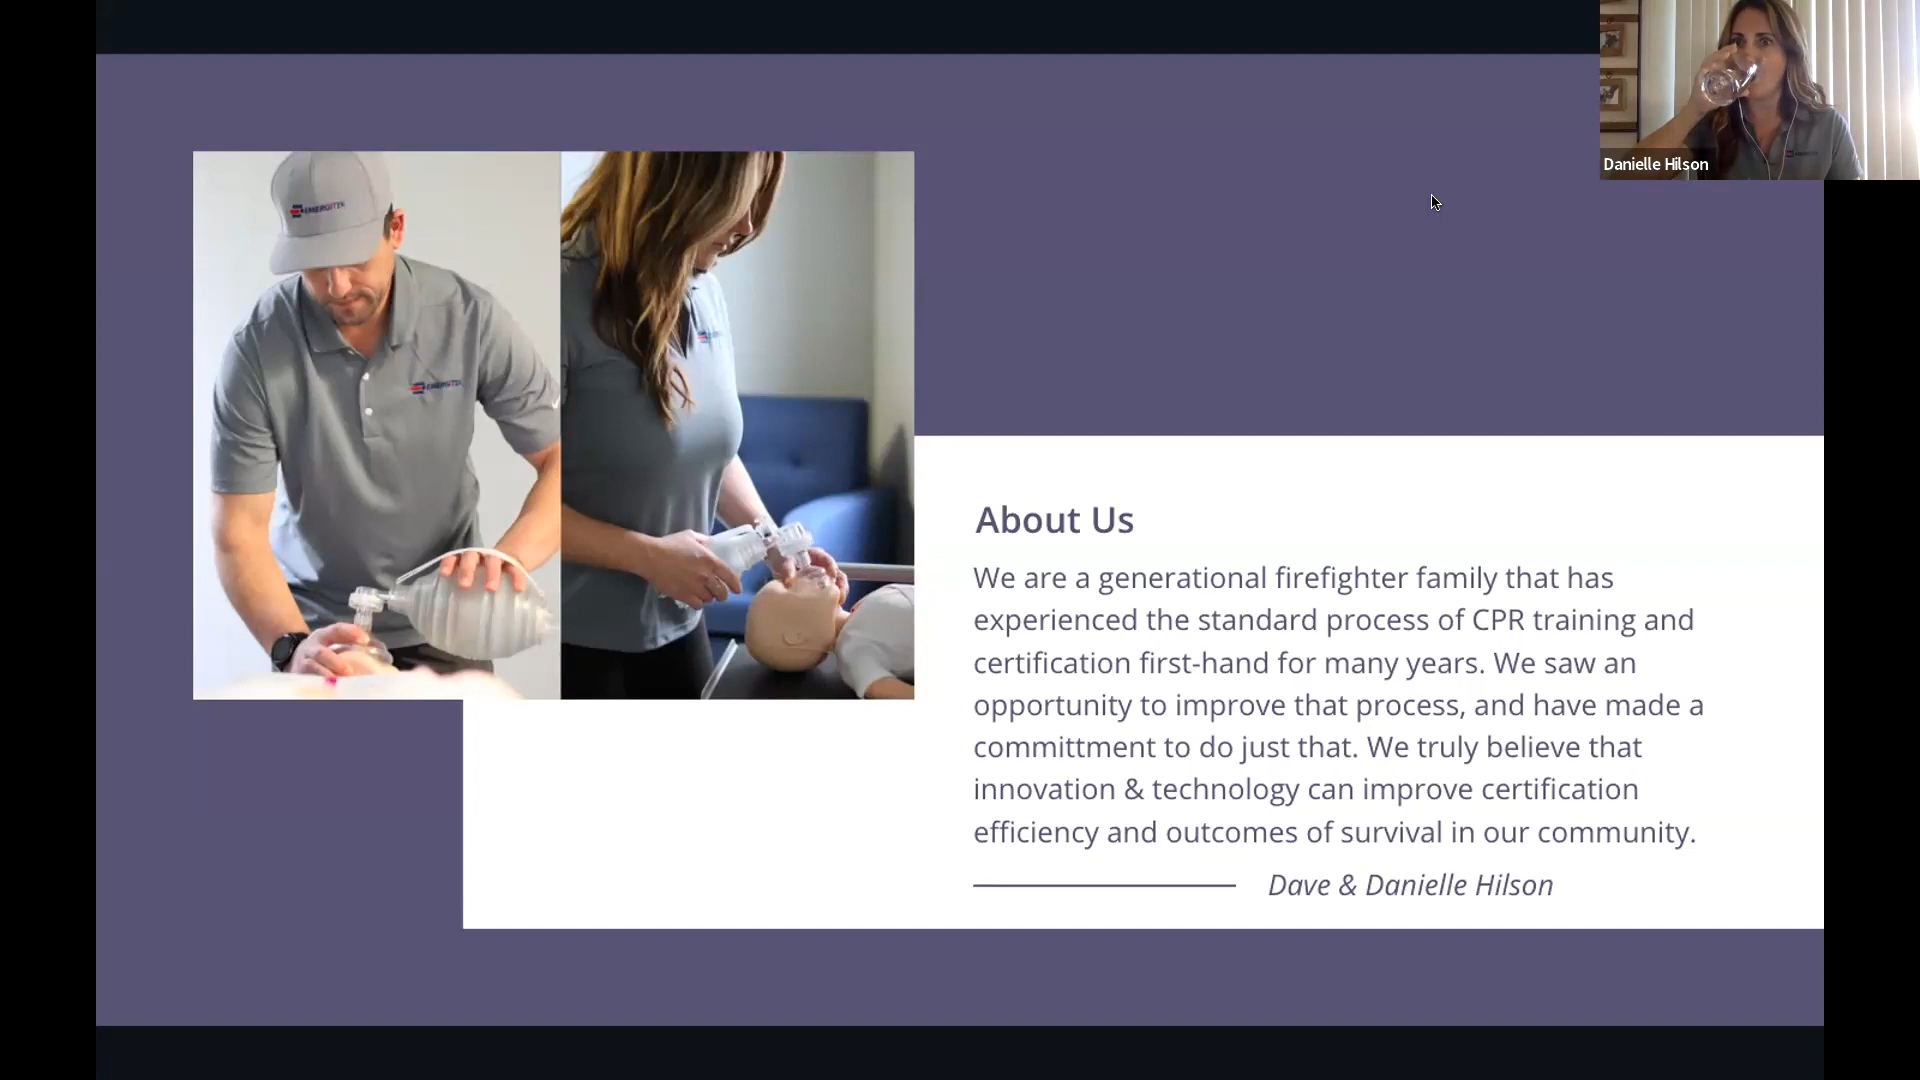 Danielle Hilson
EMERGITEK
EMERGITEK
About Us
We are a generational firefighter family that has
experienced the standard process of CPR training and
certification first-hand for many years. We saw an
opportunity to improve that process, and have made a
committment to do just that. We truly believe that
innovation & technology can improve certification
efficiency and outcomes of survival in our community.
Dave & Danielle Hilson